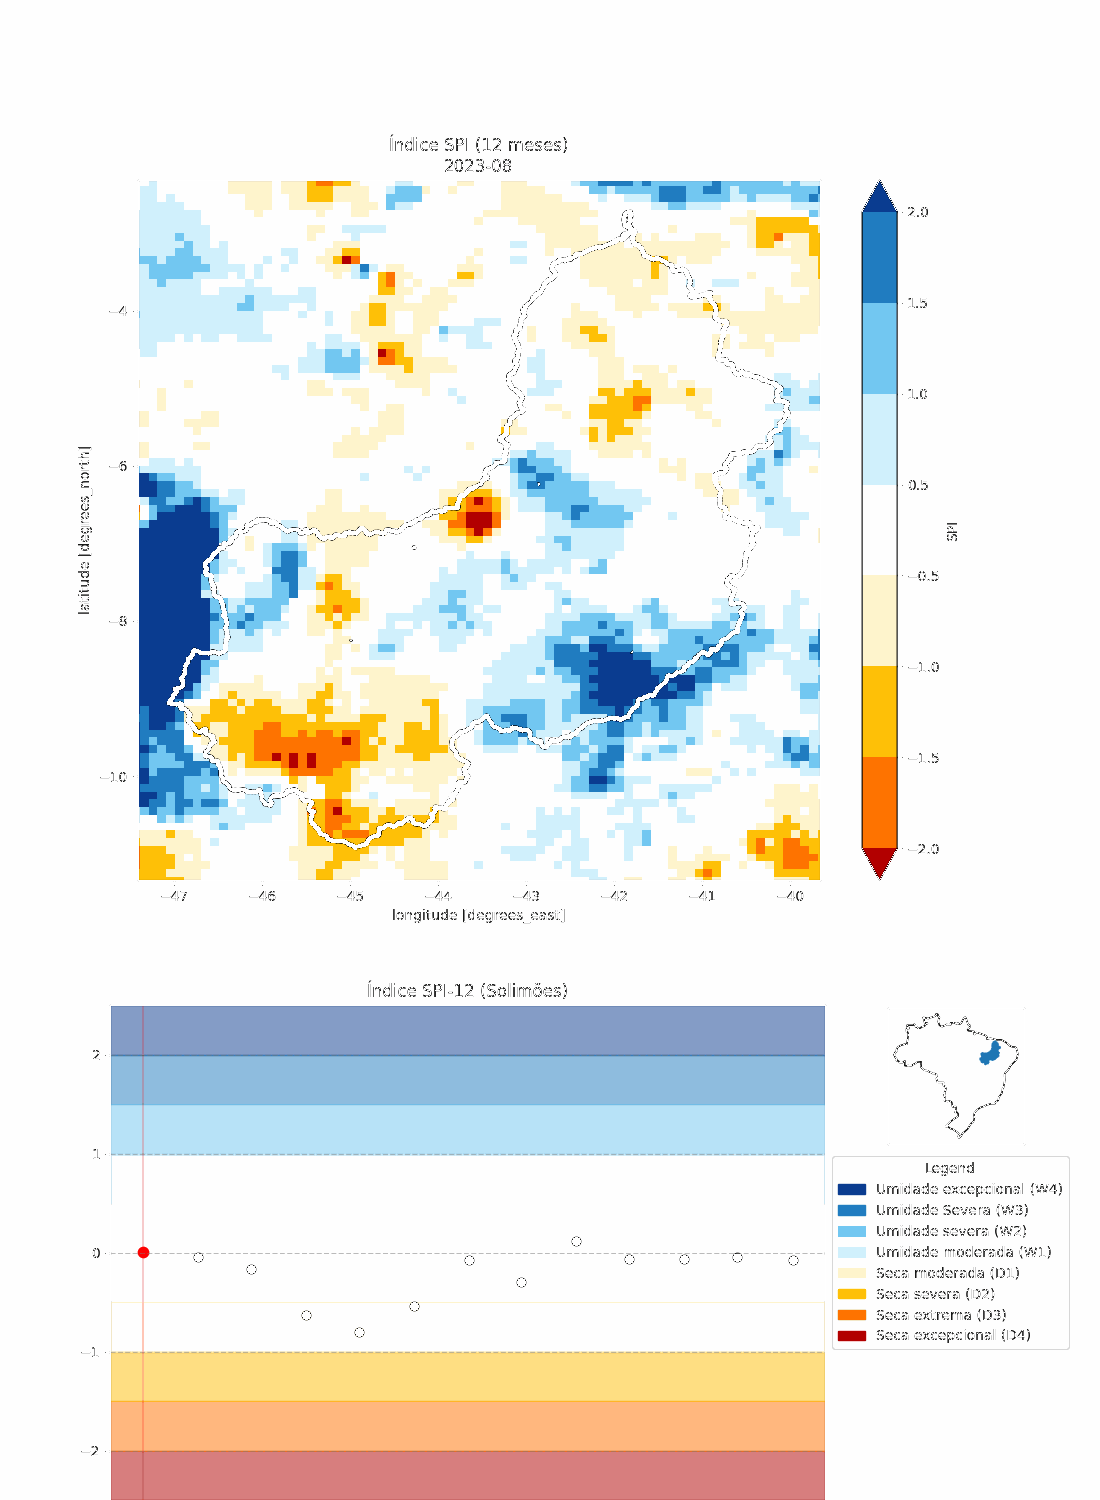 Índice SPI (12 meses)
2023-08
−4
−6
−8
−10
latitude [degrees_north]
−47
−46
−45
−44
−43
−42
−41
−40
longitude [degrees_east]
2.0
1.5
1.0
0.5
−0.5
−1.0
−1.5
−2.0
SPI
Índice SPI-12 (Solimões)
2
1
0
−1
−2
Legend
Umidade excepcional (W4)
Umidade Severa (W3)
Umidade severa (W2)
Umidade moderada (W1)
Seca moderada (D1)
Seca severa (D2)
Seca extrema (D3)
Seca excepcional (D4)